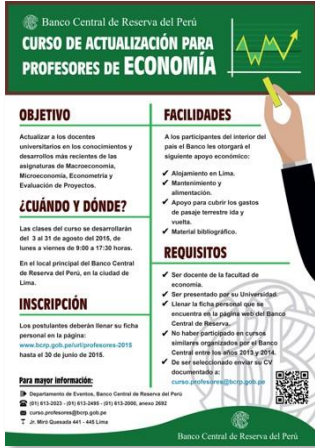 Banco Central de Reserva del Perú
CURSO DE ACTUALIZACIÓN PARA
PROFESORES DE ECONOMÍA
OBJETIVO
Actualizar a los docentes
universitarios en los conocimientos y
desarrollos más recientes de las
asignaturas de Macroeconomía,
Microeconomía, Econometría y
Evaluación de Proyectos.
¿CUÁNDO Y DÓNDE?
Las clases del curso se desarrollarán
del 3 al 31 de agosto del 2015, de
lunes a viernes de 9:00 a 17:30 horas.
En el local principal del Banco Central
de Reserva del Perú, en la ciudad de
Lima.
INSCRIPCIÓN
Los postulantes deberán llenar su ficha
personal en la página:
www.bcrp.gob.pe/url/profesores-2015
hasta el 30 de junio de 2015.
FACILIDADES
A los participantes del interior del
país el Banco les otorgará el
siguiente apoyo económico:
✓ Alojamiento en Lima.
✓ Mantenimiento y
alimentación.
✓ Apoyo para cubrir los gastos
de pasaje terrestre ida y
vuelta.
✓ Material bibliográfico.
REQUISITOS
✓ Ser docente de la facultad de
economía.
✓ Ser presentado por su Universidad.
✓ Llenar la ficha personal que se
encuentra en la página web del Banco
Central de Reserva.
✓ No haber participado en cursos
similares organizados por el Banco
Central entre los años 2013 y 2014.
✓ De ser seleccionado enviar su CV
documentado a:
curso.profesores@bcrp.gob.pe
Para mayor información:
Departamento de Eventos, Banco Central de Reserva del Perú
(01) 613-2023 - (01) 613-2495 - (01) 613-2000, anexo 2692
curso.profesores@bcrp.gob.pe
Jr. Miró Quesada 441 - 445 Lima
Banco Central de Reserva del Perú